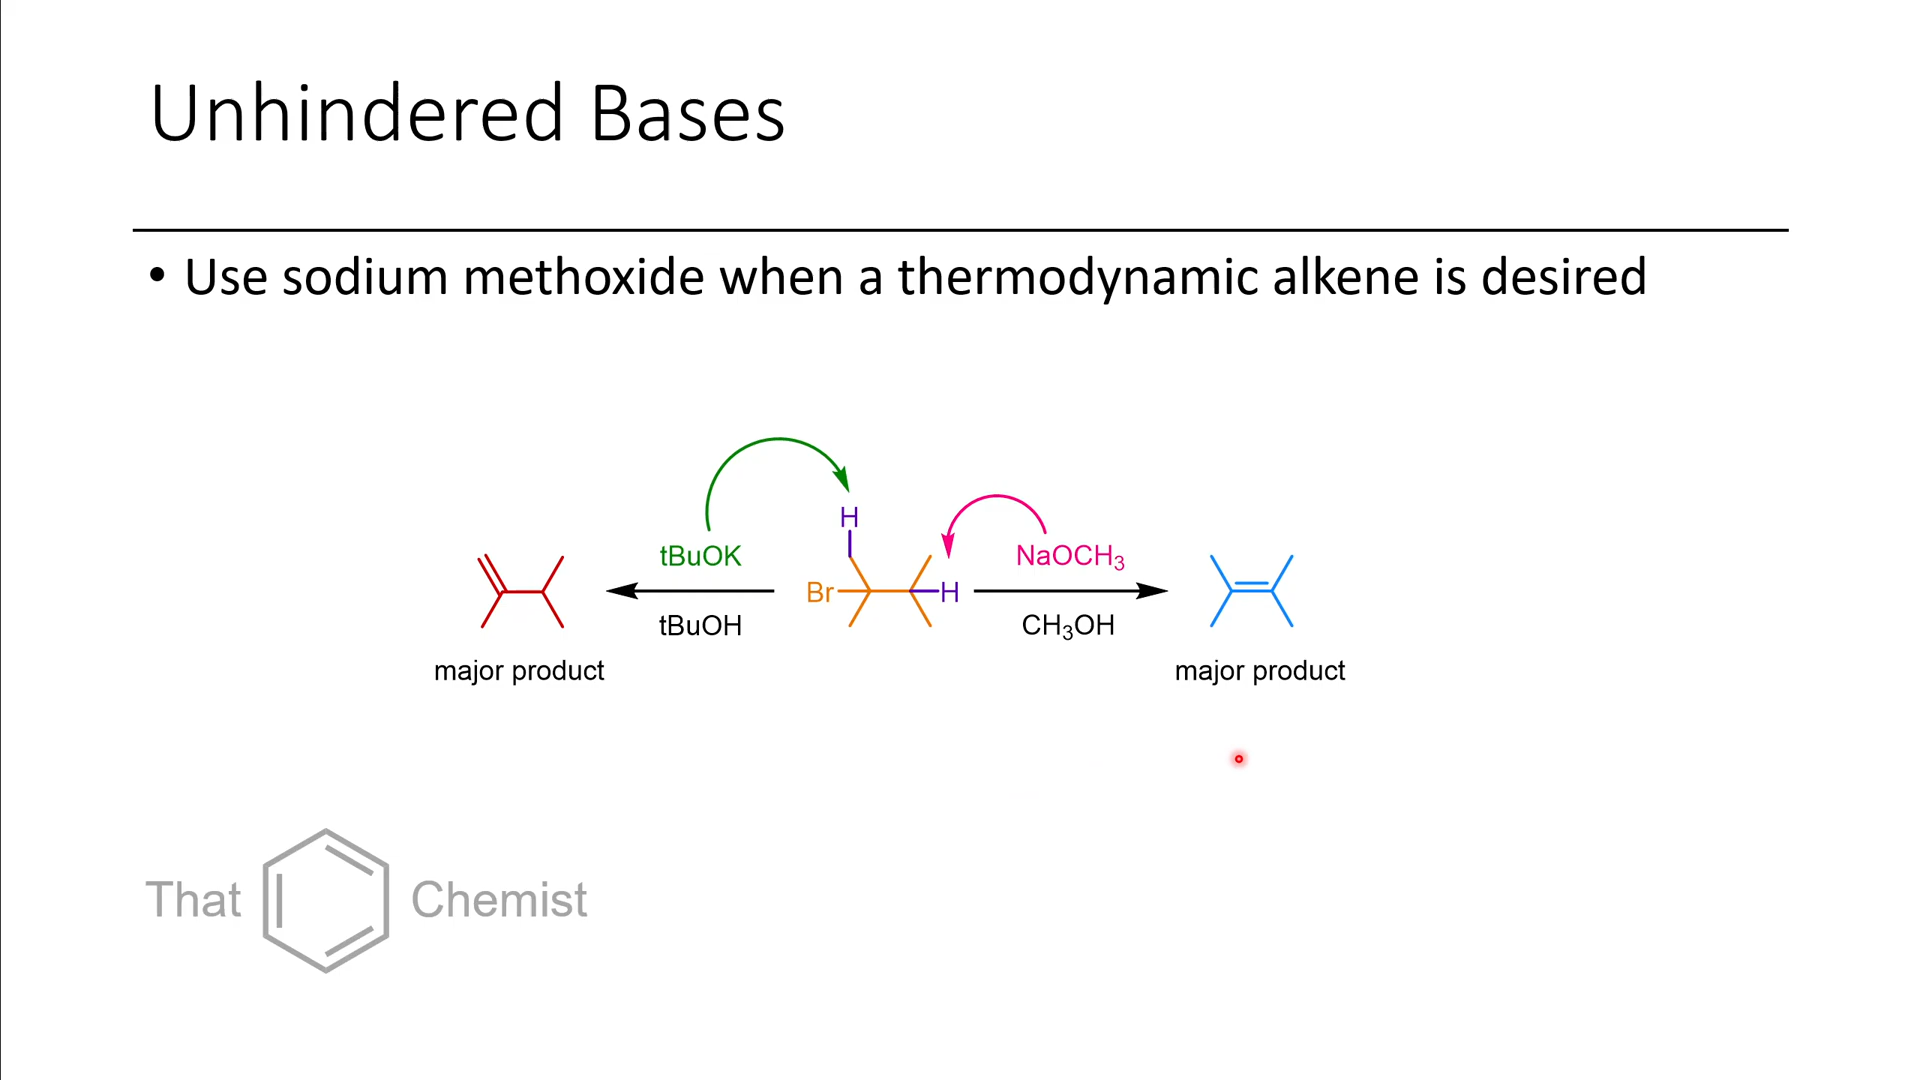 Unhindered Bases
• Use sodium methoxide when a thermodynamic alkene is desired
H
tBuOK
NaOCH₃
Br
H
tBuOH
CH₃OH
major product
major product
That Chemist